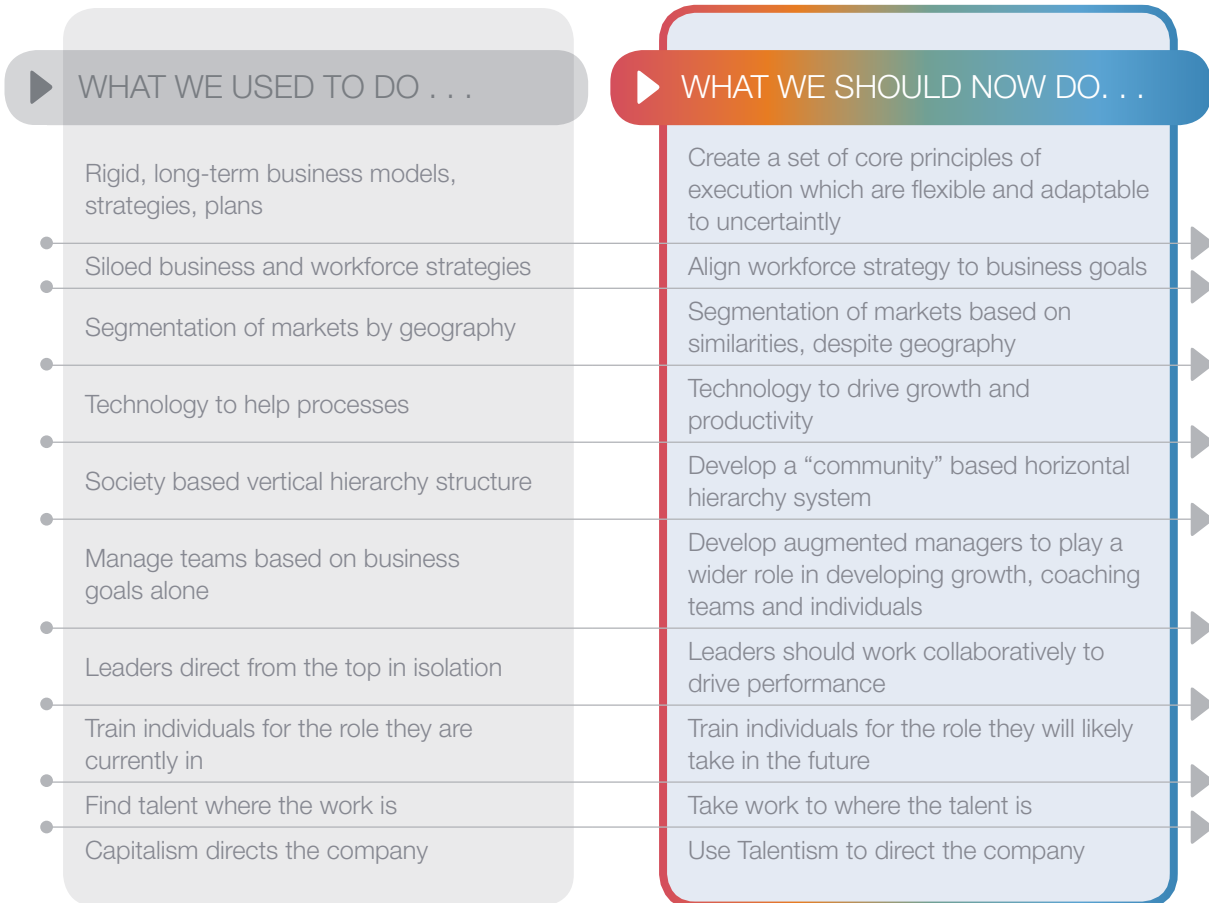 WHAT WE USED TO DO . . .
WHAT WE SHOULD NOW DO. . .
Rigid, long-term business models,
strategies, plans
Create a set of core principles of
execution which are flexible and adaptable
to uncertaintly
Siloed business and workforce strategies
Align workforce strategy to business goals
Segmentation of markets by geography
Segmentation of markets based on
similarities, despite geography
Technology to help processes
Technology to drive growth and
productivity
Society based vertical hierarchy structure
Develop a “community” based horizontal
hierarchy system
Manage teams based on business
goals alone
Develop augmented managers to play a
wider role in developing growth, coaching
teams and individuals
Leaders direct from the top in isolation
Leaders should work collaboratively to
drive performance
Train individuals for the role they are
currently in
Train individuals for the role they will likely
take in the future
Find talent where the work is
Take work to where the talent is
Capitalism directs the company
Use Talentism to direct the company